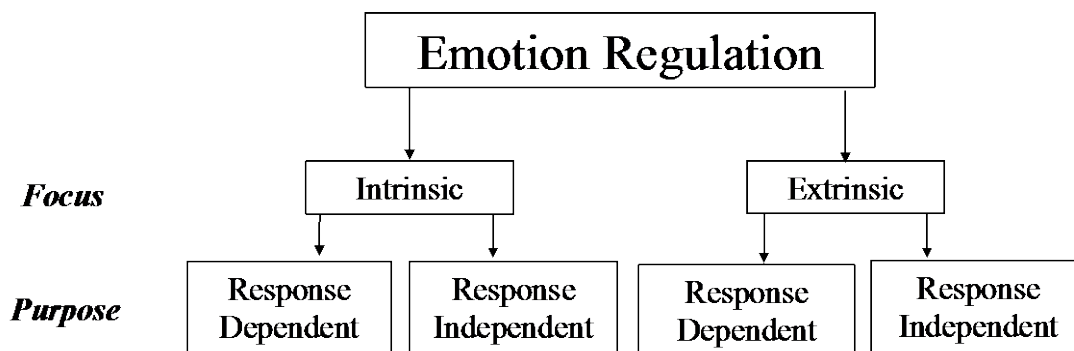 Emotion Regulation
Focus
Intrinsic
Extrinsic
Purpose
Response
Dependent
Response
Independent
Response
Dependent
Response
Independent